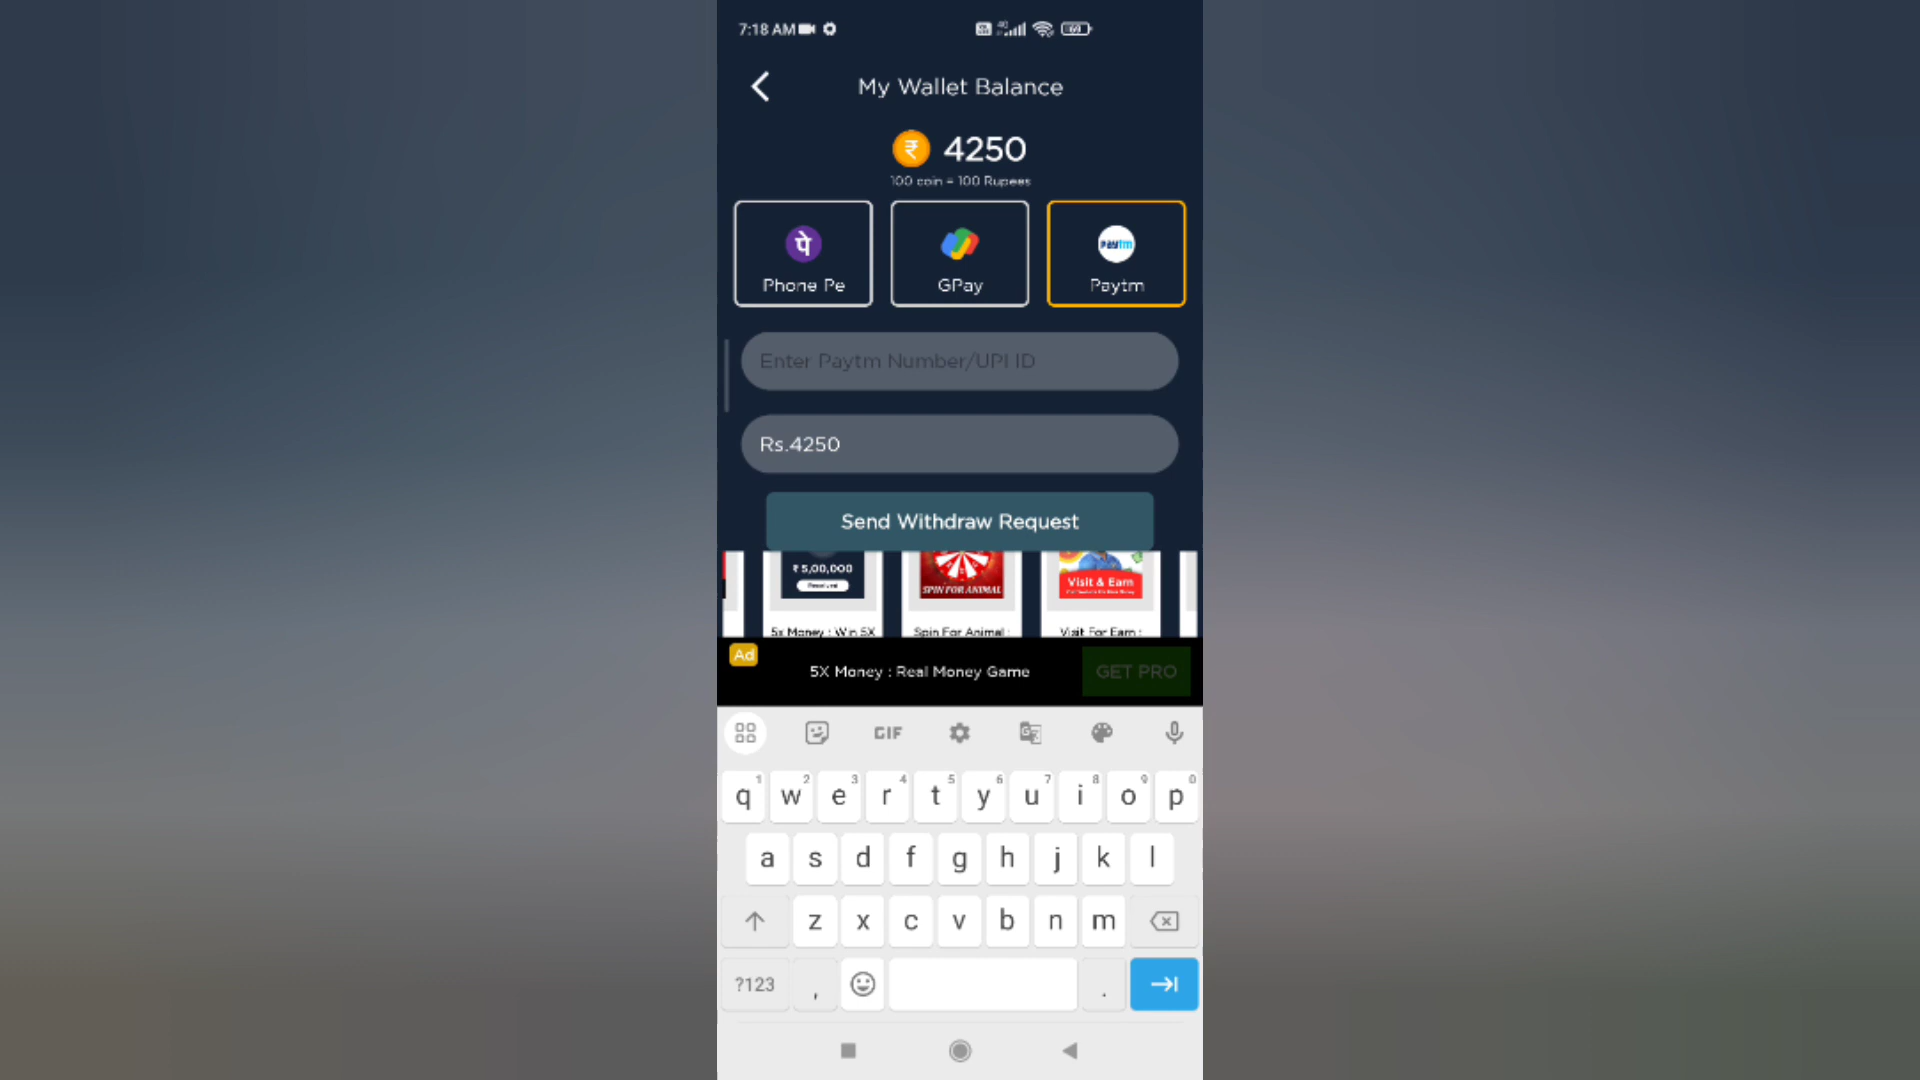 7:18 AM
My Wallet Balance
₹ 4250
100 coin = 100 Rupees
पे
Paytm
Phone Pe
GPay
Paytm
Enter Paytm Number/UPI ID
Rs.4250
Send Withdraw Request
₹ 5,00,000
SPIN FOR ANIMAL
Visit & Earn
5x Money : Win 5X
Spin For Animal :
Visit For Earn :
Ad
5X Money : Real Money Game
GET PRO
GIF
1 2 3 4 5 6 7 8 9 0
q w e r t y u i o p
a s d f g h j k l
z x c v b n m
?123 , .